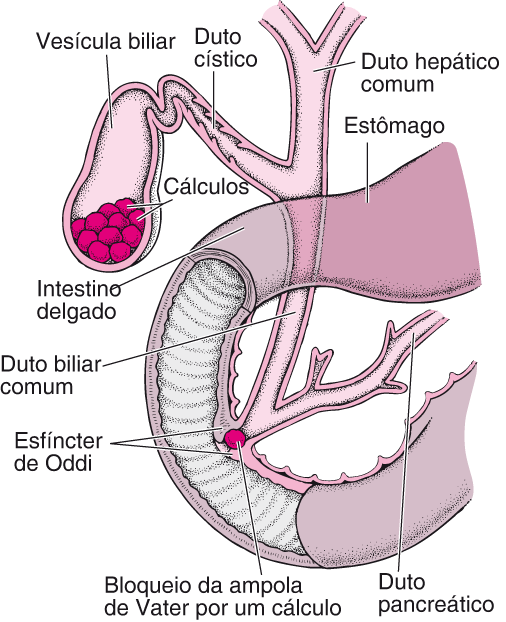 Vesícula biliar
Duto
cístico
Duto hepático
comum
Estômago
Cálculos
Intestino
delgado
Duto biliar
comum
Esfíncter
de Oddi
Bloqueio da ampola
de Vater por um cálculo
Duto
pancreático